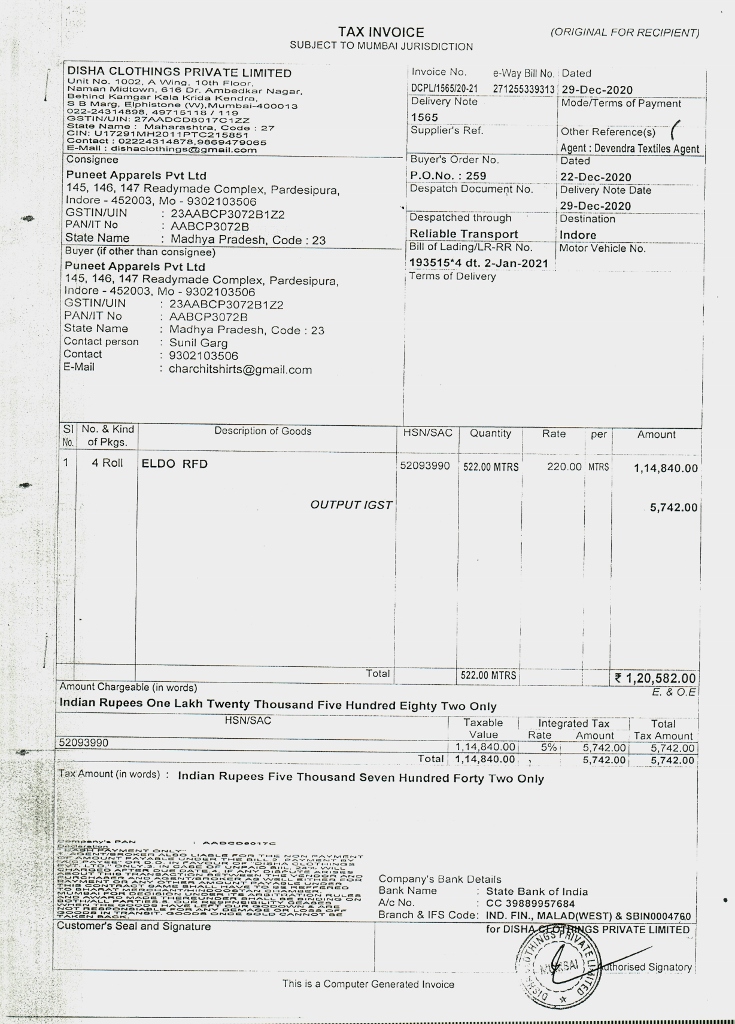 TAX INVOICE
(ORIGINAL FOR RECIPIENT)
SUBJECT TO MUMBAI JURISDICTION
DISHA CLOTHINGS PRIVATE LIMITED
Unit No. 1002, A Wing, 10th Floor,
Naman Midtown, 616 Dr. Ambedkar Nagar,
Behind Kamgar Kala Krida Kendra,
S B Marg, Elphistone (W),Mumbai-400013
022-24314898, 49715118 / 119
GSTIN/UIN: 27AADCD8017C1ZZ
State Name : Maharashtra, Code : 27
CIN: U17291MH2011PTC215851
Contact : 02224314878,9869479065
E-Mail : dishaclothings@gmail.com
Invoice No. e-Way Bill No. Dated
DCPL/1565/20-21 271255339313 29-Dec-2020
Delivery Note Mode/Terms of Payment
1565
Supplier's Ref. Other Reference(s)
Agent : Devendra Textiles Agent
Buyer's Order No. Dated
P.O.No. : 259 22-Dec-2020
Despatch Document No. Delivery Note Date
29-Dec-2020
Despatched through Destination
Reliable Transport Indore
Bill of Lading/LR-RR No. Motor Vehicle No.
193515*4 dt. 2-Jan-2021
Terms of Delivery
Consignee
Puneet Apparels Pvt Ltd
145, 146, 147 Readymade Complex, Pardesipura,
Indore - 452003, Mo - 9302103506
GSTIN/UIN : 23AABCP3072B1Z2
PAN/IT No : AABCP3072B
State Name : Madhya Pradesh, Code : 23
Buyer (if other than consignee)
Puneet Apparels Pvt Ltd
145, 146, 147 Readymade Complex, Pardesipura,
Indore - 452003, Mo - 9302103506
GSTIN/UIN : 23AABCP3072B1Z2
PAN/IT No : AABCP3072B
State Name : Madhya Pradesh, Code : 23
Contact person : Sunil Garg
Contact : 9302103506
E-Mail : charchitshirts@gmail.com
Sl No. No. & Kind of Pkgs. Description of Goods HSN/SAC Quantity Rate per Amount
1 4 Roll ELDO RFD 52093990 522.00 MTRS 220.00 MTRS 1,14,840.00
OUTPUT IGST 5,742.00
Total 522.00 MTRS ₹ 1,20,582.00
Amount Chargeable (in words) E. & O.E
Indian Rupees One Lakh Twenty Thousand Five Hundred Eighty Two Only
HSN/SAC Taxable Value Integrated Tax Rate Amount Total Tax Amount
52093990 1,14,840.00 5% 5,742.00 5,742.00
Total 1,14,840.00 5,742.00 5,742.00
Tax Amount (in words) : Indian Rupees Five Thousand Seven Hundred Forty Two Only
Company's PAN : AABCD8017C
Declaration
Company's Bank Details
Bank Name : State Bank of India
A/c No. : CC 39889957684
Branch & IFS Code: IND. FIN., MALAD(WEST) & SBIN0004760
Customer's Seal and Signature
for DISHA CLOTHINGS PRIVATE LIMITED
MUMBAI
Authorised Signatory
This is a Computer Generated Invoice